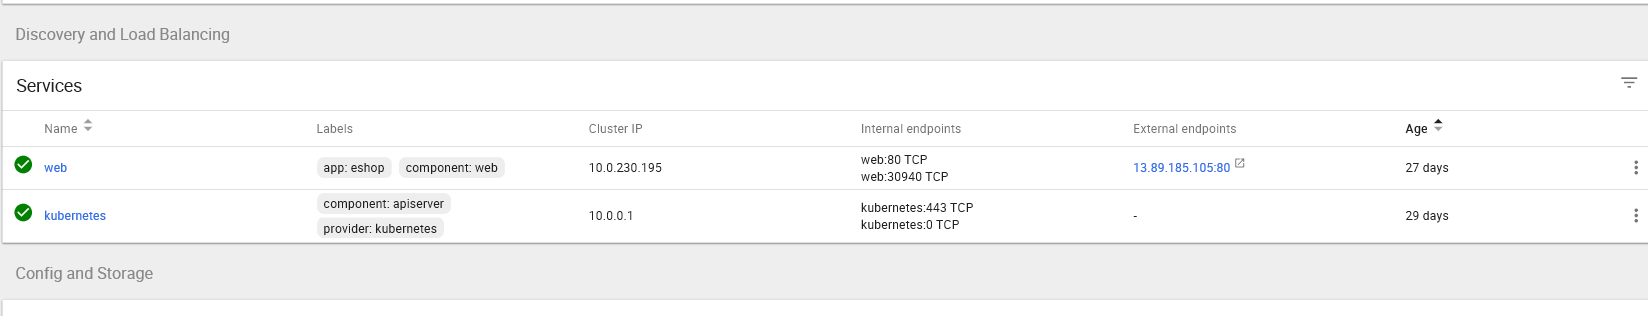 Discovery and Load Balancing
Services
Name Labels Cluster IP Internal endpoints External endpoints Age
web app: eshop component: web 10.0.230.195 web:80 TCP 13.89.185.105:80 27 days
web:30940 TCP
kubernetes component: apiserver 10.0.0.1 kubernetes:443 TCP - 29 days
provider: kubernetes kubernetes:0 TCP
Config and Storage